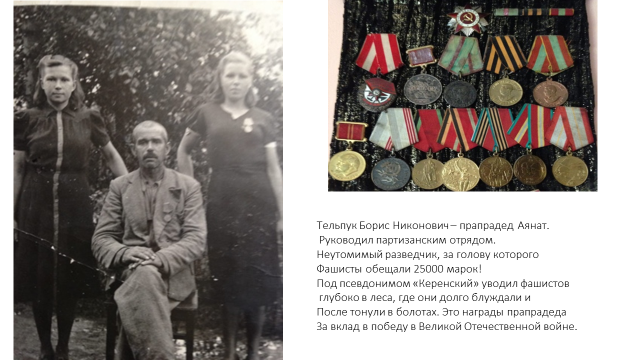 Тельпук Борис Никонович – прапрадед Аянат.
Руководил партизанским отрядом.
Неутомимый разведчик, за голову которого
Фашисты обещали 25000 марок!
Под псевдонимом «Керенский» уводил фашистов
глубоко в леса, где они долго блуждали и
После тонули в болотах. Это награды прапрадеда
За вклад в победу в Великой Отечественной войне.